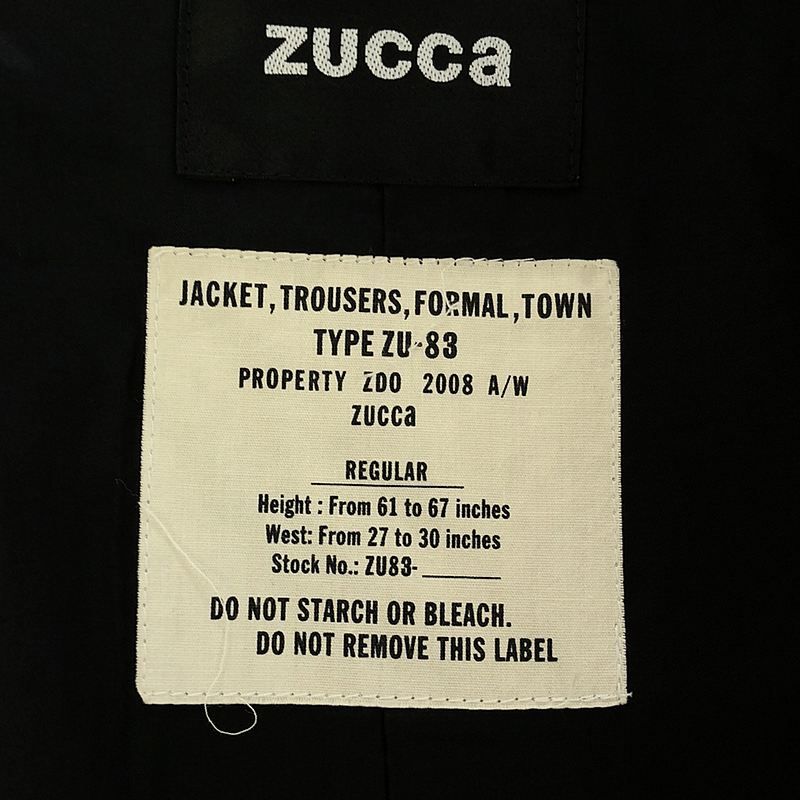 zucca
JACKET, TROUSERS, FORMAL, TOWN
TYPE ZU-83
PROPERTY ZDO 2008 A/W
zucca
REGULAR
Height : From 61 to 67 inches
West: From 27 to 30 inches
Stock No.: ZU83-
DO NOT STARCH OR BLEACH.
DO NOT REMOVE THIS LABEL